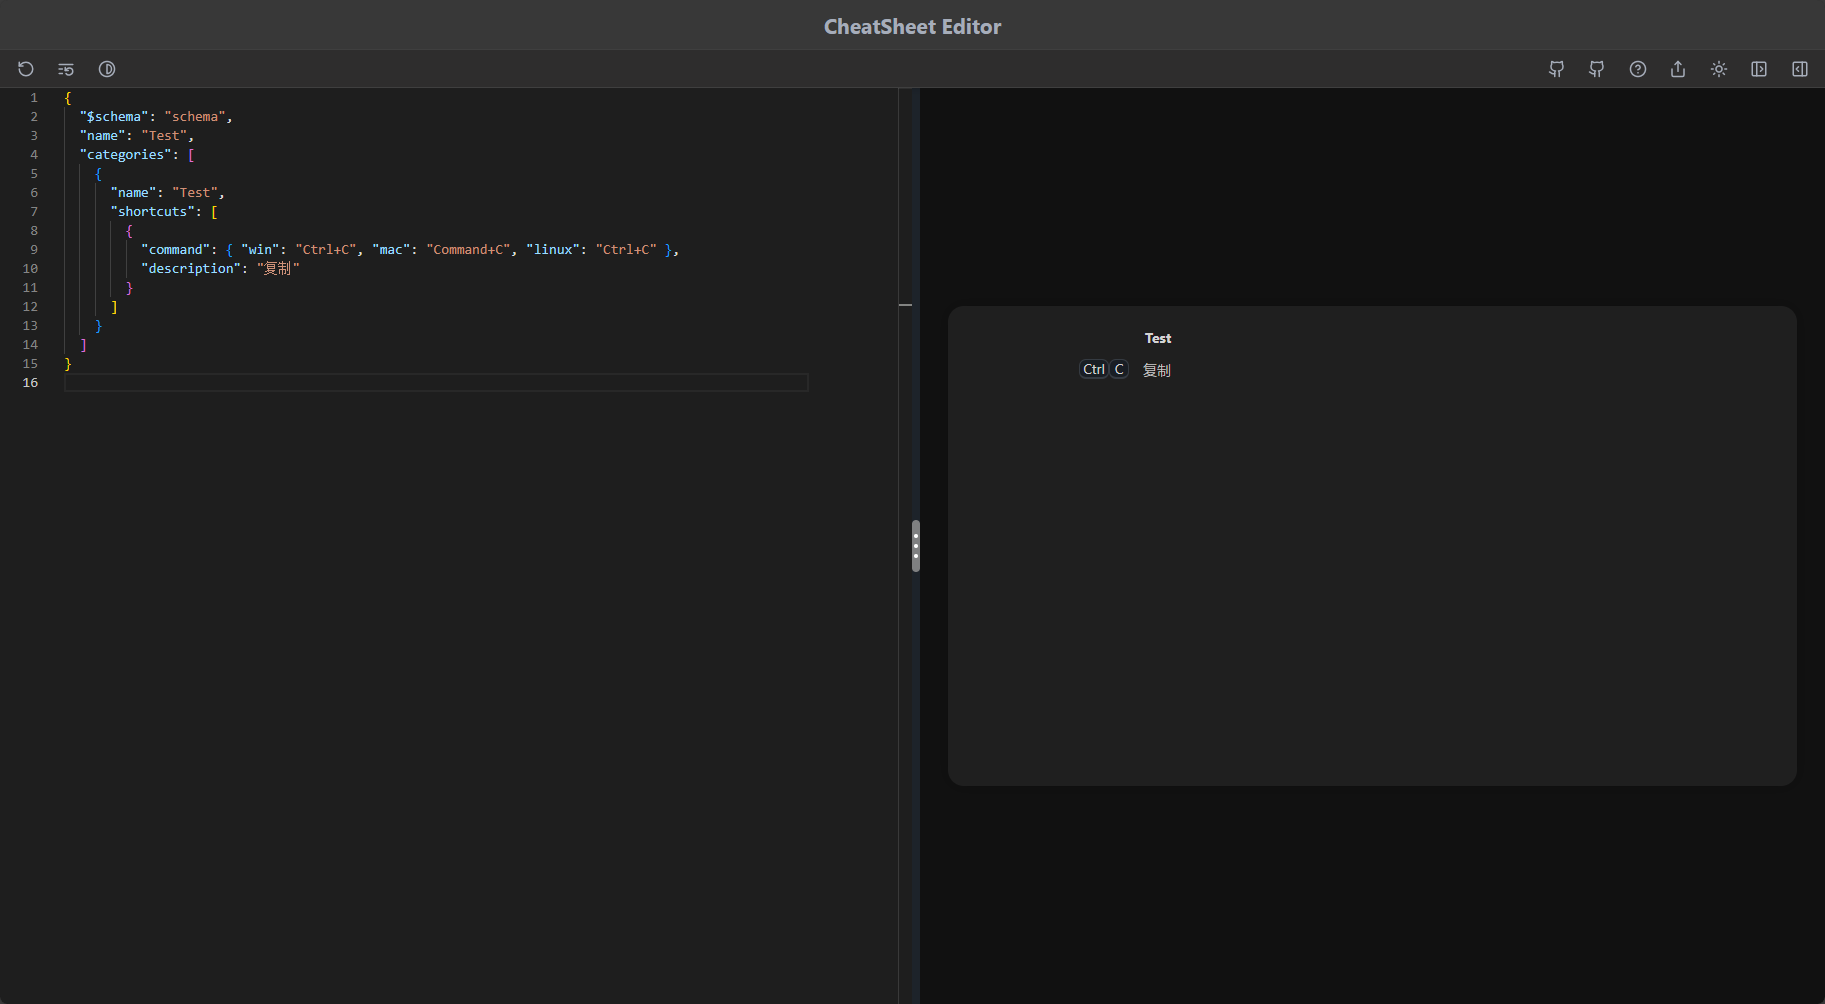 CheatSheet Editor
1 {
2 "$schema": "schema",
3 "name": "Test",
4 "categories": [
5 {
6 "name": "Test",
7 "shortcuts": [
8 {
9 "command": { "win": "Ctrl+C", "mac": "Command+C", "linux": "Ctrl+C" },
10 "description": "复制"
11 }
12 ]
13 }
14 ]
15 }
16
Test
Ctrl C 复制